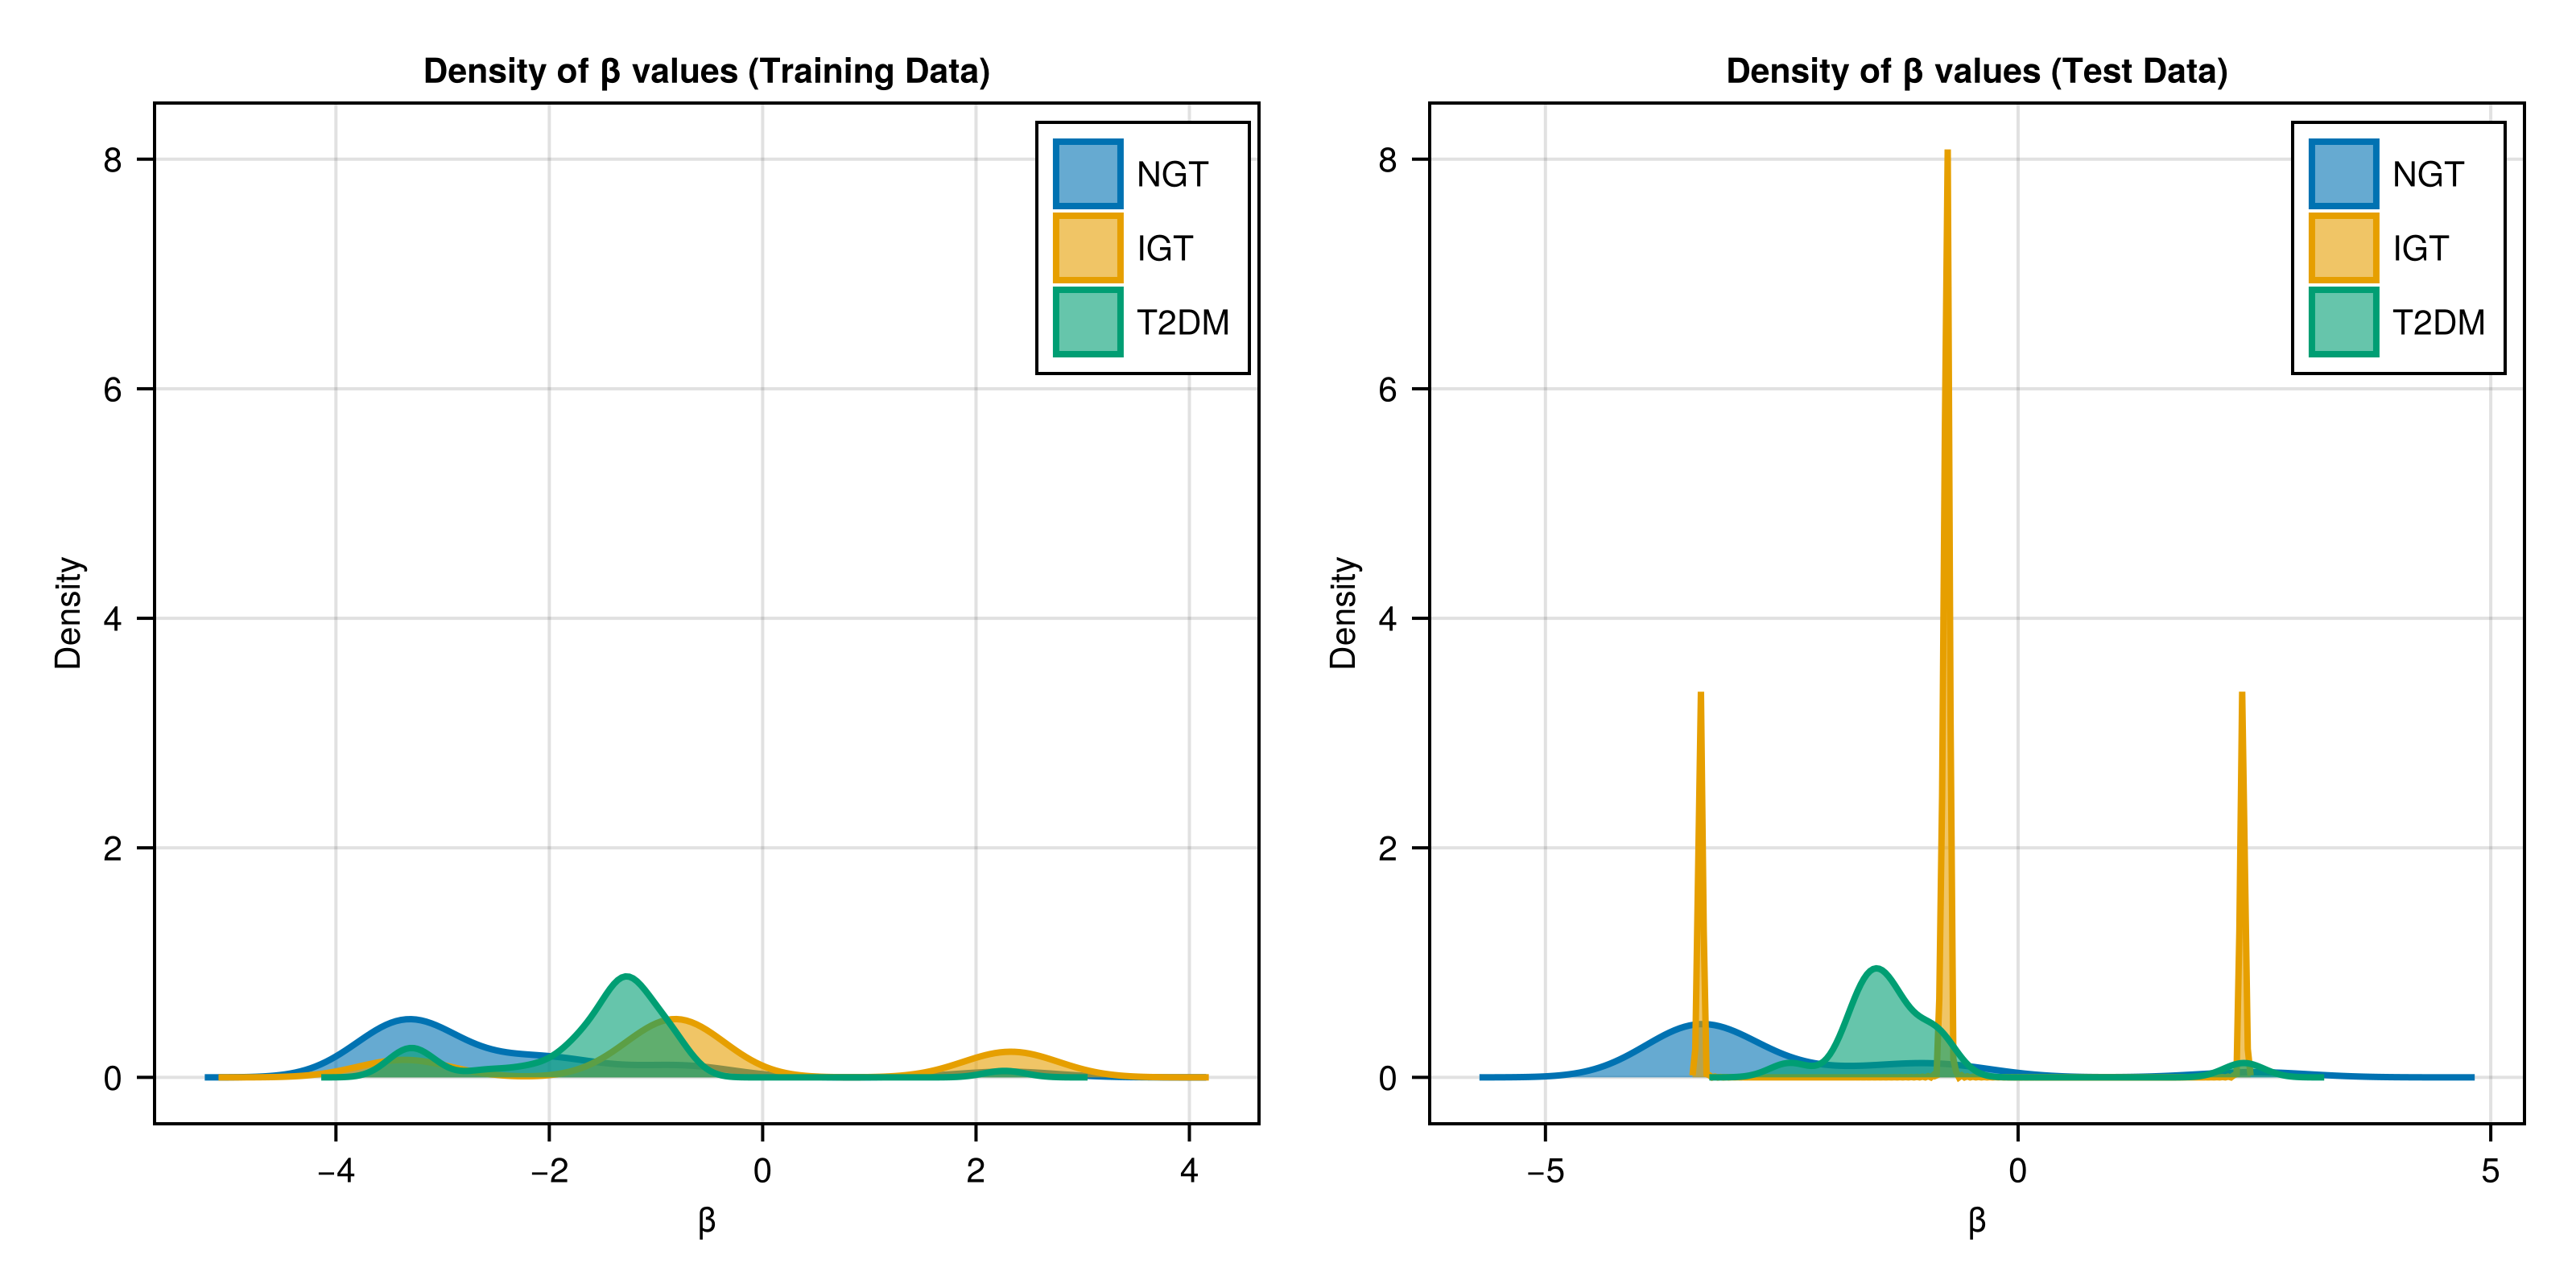 Density of β values (Training Data)
8
6
4
2
0
Density
−4 −2 0 2 4
β
NGT
IGT
T2DM
Density of β values (Test Data)
8
6
4
2
0
Density
−5 0 5
β
NGT
IGT
T2DM